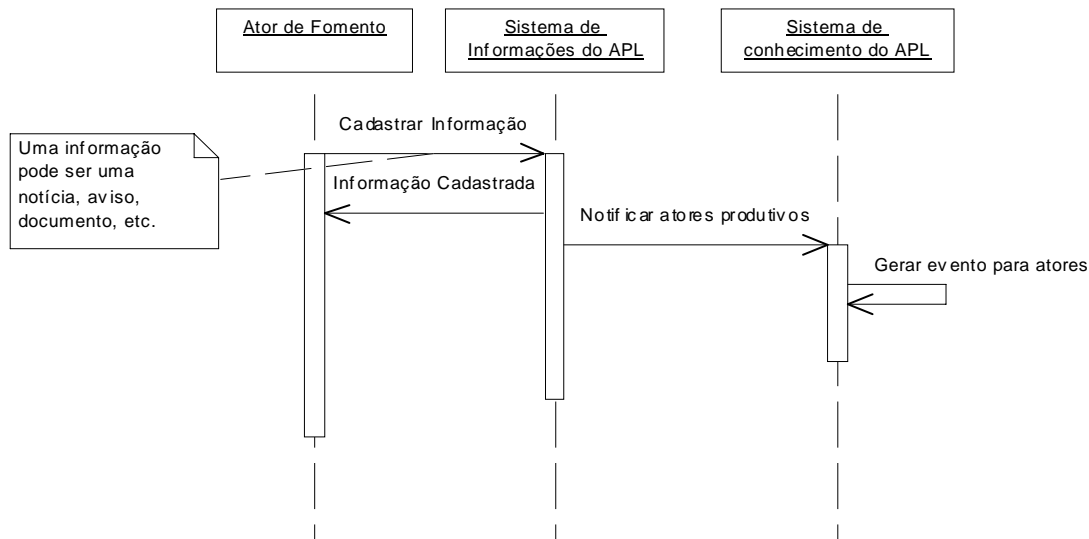 Ator de Fomento
Sistema de
Informações do APL
Sistema de
conhecimento do APL
Cadastrar Informação
Uma informação
pode ser uma
notícia, aviso,
documento, etc.
Informação Cadastrada
Notificar atores produtivos
Gerar evento para atores